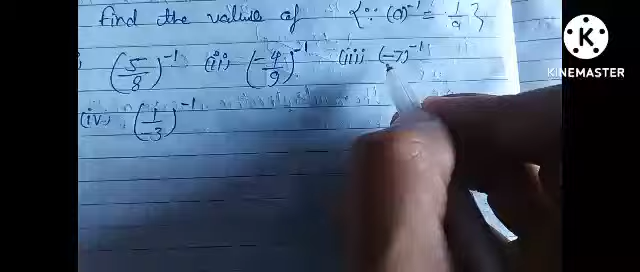 Find the values of {∵ (a)⁻¹ = 1/a}
i (5/8)⁻¹ (ii) (-4/9)⁻¹ (iii (-7)⁻¹
(iv) (1/-3)⁻¹
KINEMASTER